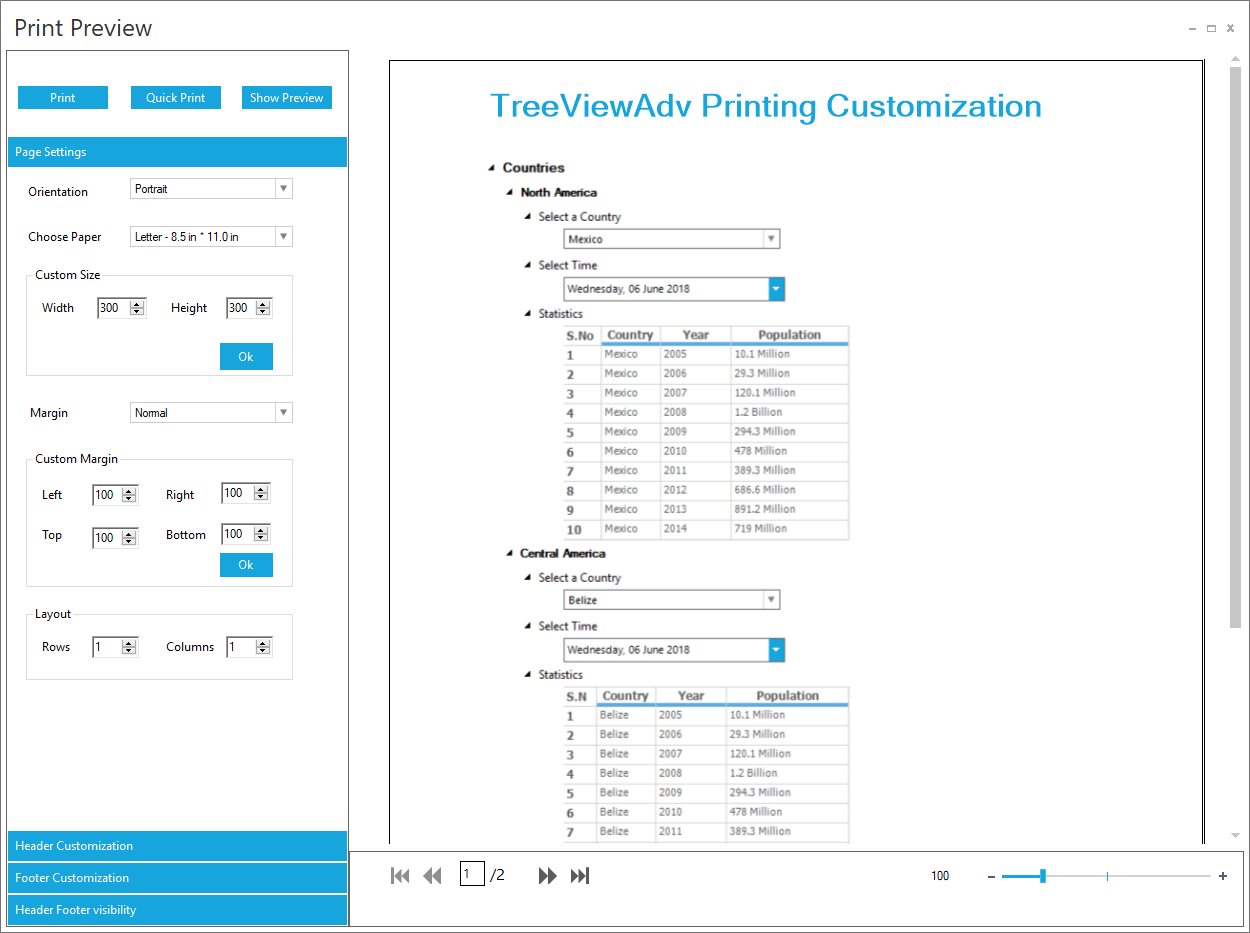 Print Preview
Print Quick Print Show Preview
Page Settings
Orientation Portrait
Choose Paper Letter - 8.5 in * 11.0 in
Custom Size
Width 300 Height 300
Ok
Margin Normal
Custom Margin
Left 100 Right 100
Top 100 Bottom 100
Ok
Layout
Rows 1 Columns 1
Header Customization
Footer Customization
Header Footer visibility
TreeViewAdv Printing Customization
Countries
North America
Select a Country
Mexico
Select Time
Wednesday, 06 June 2018
Statistics
S.No Country Year Population
1 Mexico 2005 10.1 Million
2 Mexico 2006 29.3 Million
3 Mexico 2007 120.1 Million
4 Mexico 2008 1.2 Billion
5 Mexico 2009 294.3 Million
6 Mexico 2010 478 Million
7 Mexico 2011 389.3 Million
8 Mexico 2012 686.6 Million
9 Mexico 2013 891.2 Million
10 Mexico 2014 719 Million
Central America
Select a Country
Belize
Select Time
Wednesday, 06 June 2018
Statistics
S.N Country Year Population
1 Belize 2005 10.1 Million
2 Belize 2006 29.3 Million
3 Belize 2007 120.1 Million
4 Belize 2008 1.2 Billion
5 Belize 2009 294.3 Million
6 Belize 2010 478 Million
7 Belize 2011 389.3 Million
1 /2 100 − +